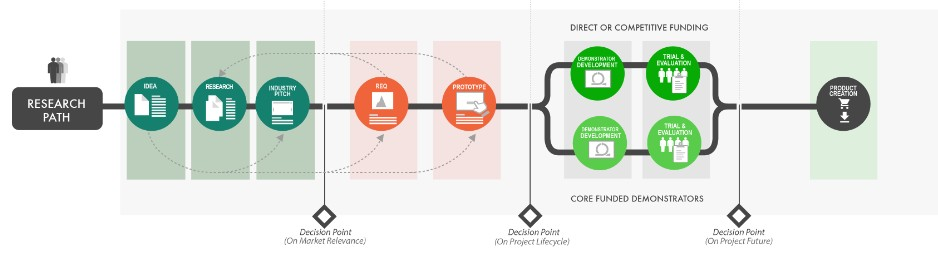 DIRECT OR COMPETITIVE FUNDING
RESEARCH
PATH
IDEA
RESEARCH
INDUSTRY
PITCH
REQ
PROTOTYPE
DEMONSTRATOR
DEVELOPMENT
TRIAL &
EVALUATION
DEMONSTRATOR
DEVELOPMENT
TRIAL &
EVALUATION
PRODUCT
CREATION
CORE FUNDED DEMONSTRATORS
Decision Point
(On Market Relevance)
Decision Point
(On Project Lifecycle)
Decision Point
(On Project Future)